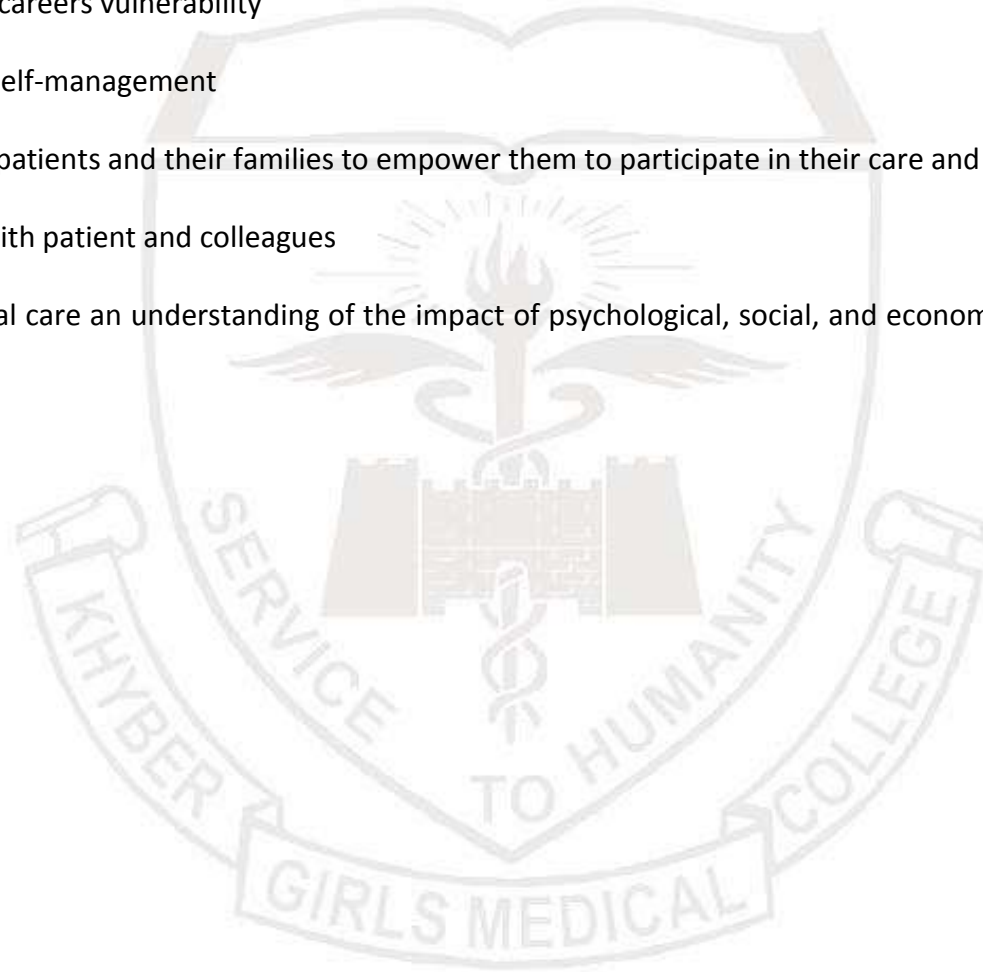 careers vulnerability
elf-management
patients and their families to empower them to participate in their care and
ith patient and colleagues
al care an understanding of the impact of psychological, social, and econom
SERVICE TO HUMANITY
KHYBER GIRLS MEDICAL COLLEGE